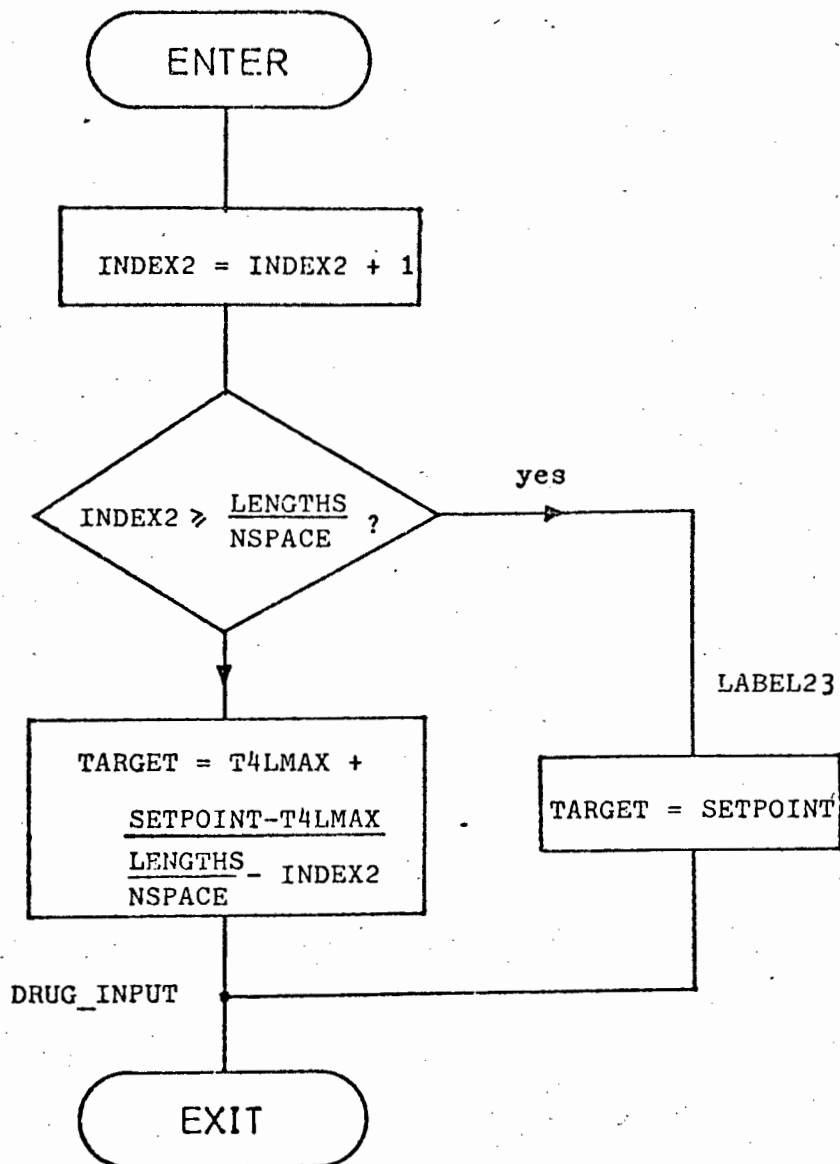 ENTER
INDEX2 = INDEX2 + 1
INDEX2 ⩾ LENGTHS
NSPACE ?
yes
LABEL23
TARGET = T4LMAX +
SETPOINT-T4LMAX
LENGTHS
NSPACE - INDEX2
TARGET = SETPOINT
DRUG_INPUT
EXIT